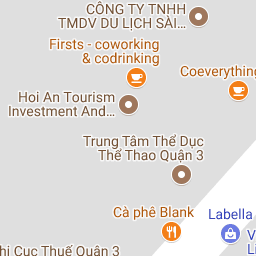 CÔNG TY TNHH
TMDV DU LỊCH SÀI...
Firsts - coworking
& codrinking
Coeverything
Hoi An Tourism
Investment And...
Trung Tâm Thể Dục
Thể Thao Quận 3
Cà phê Blank
Labella
Cục Thuế Quận 3